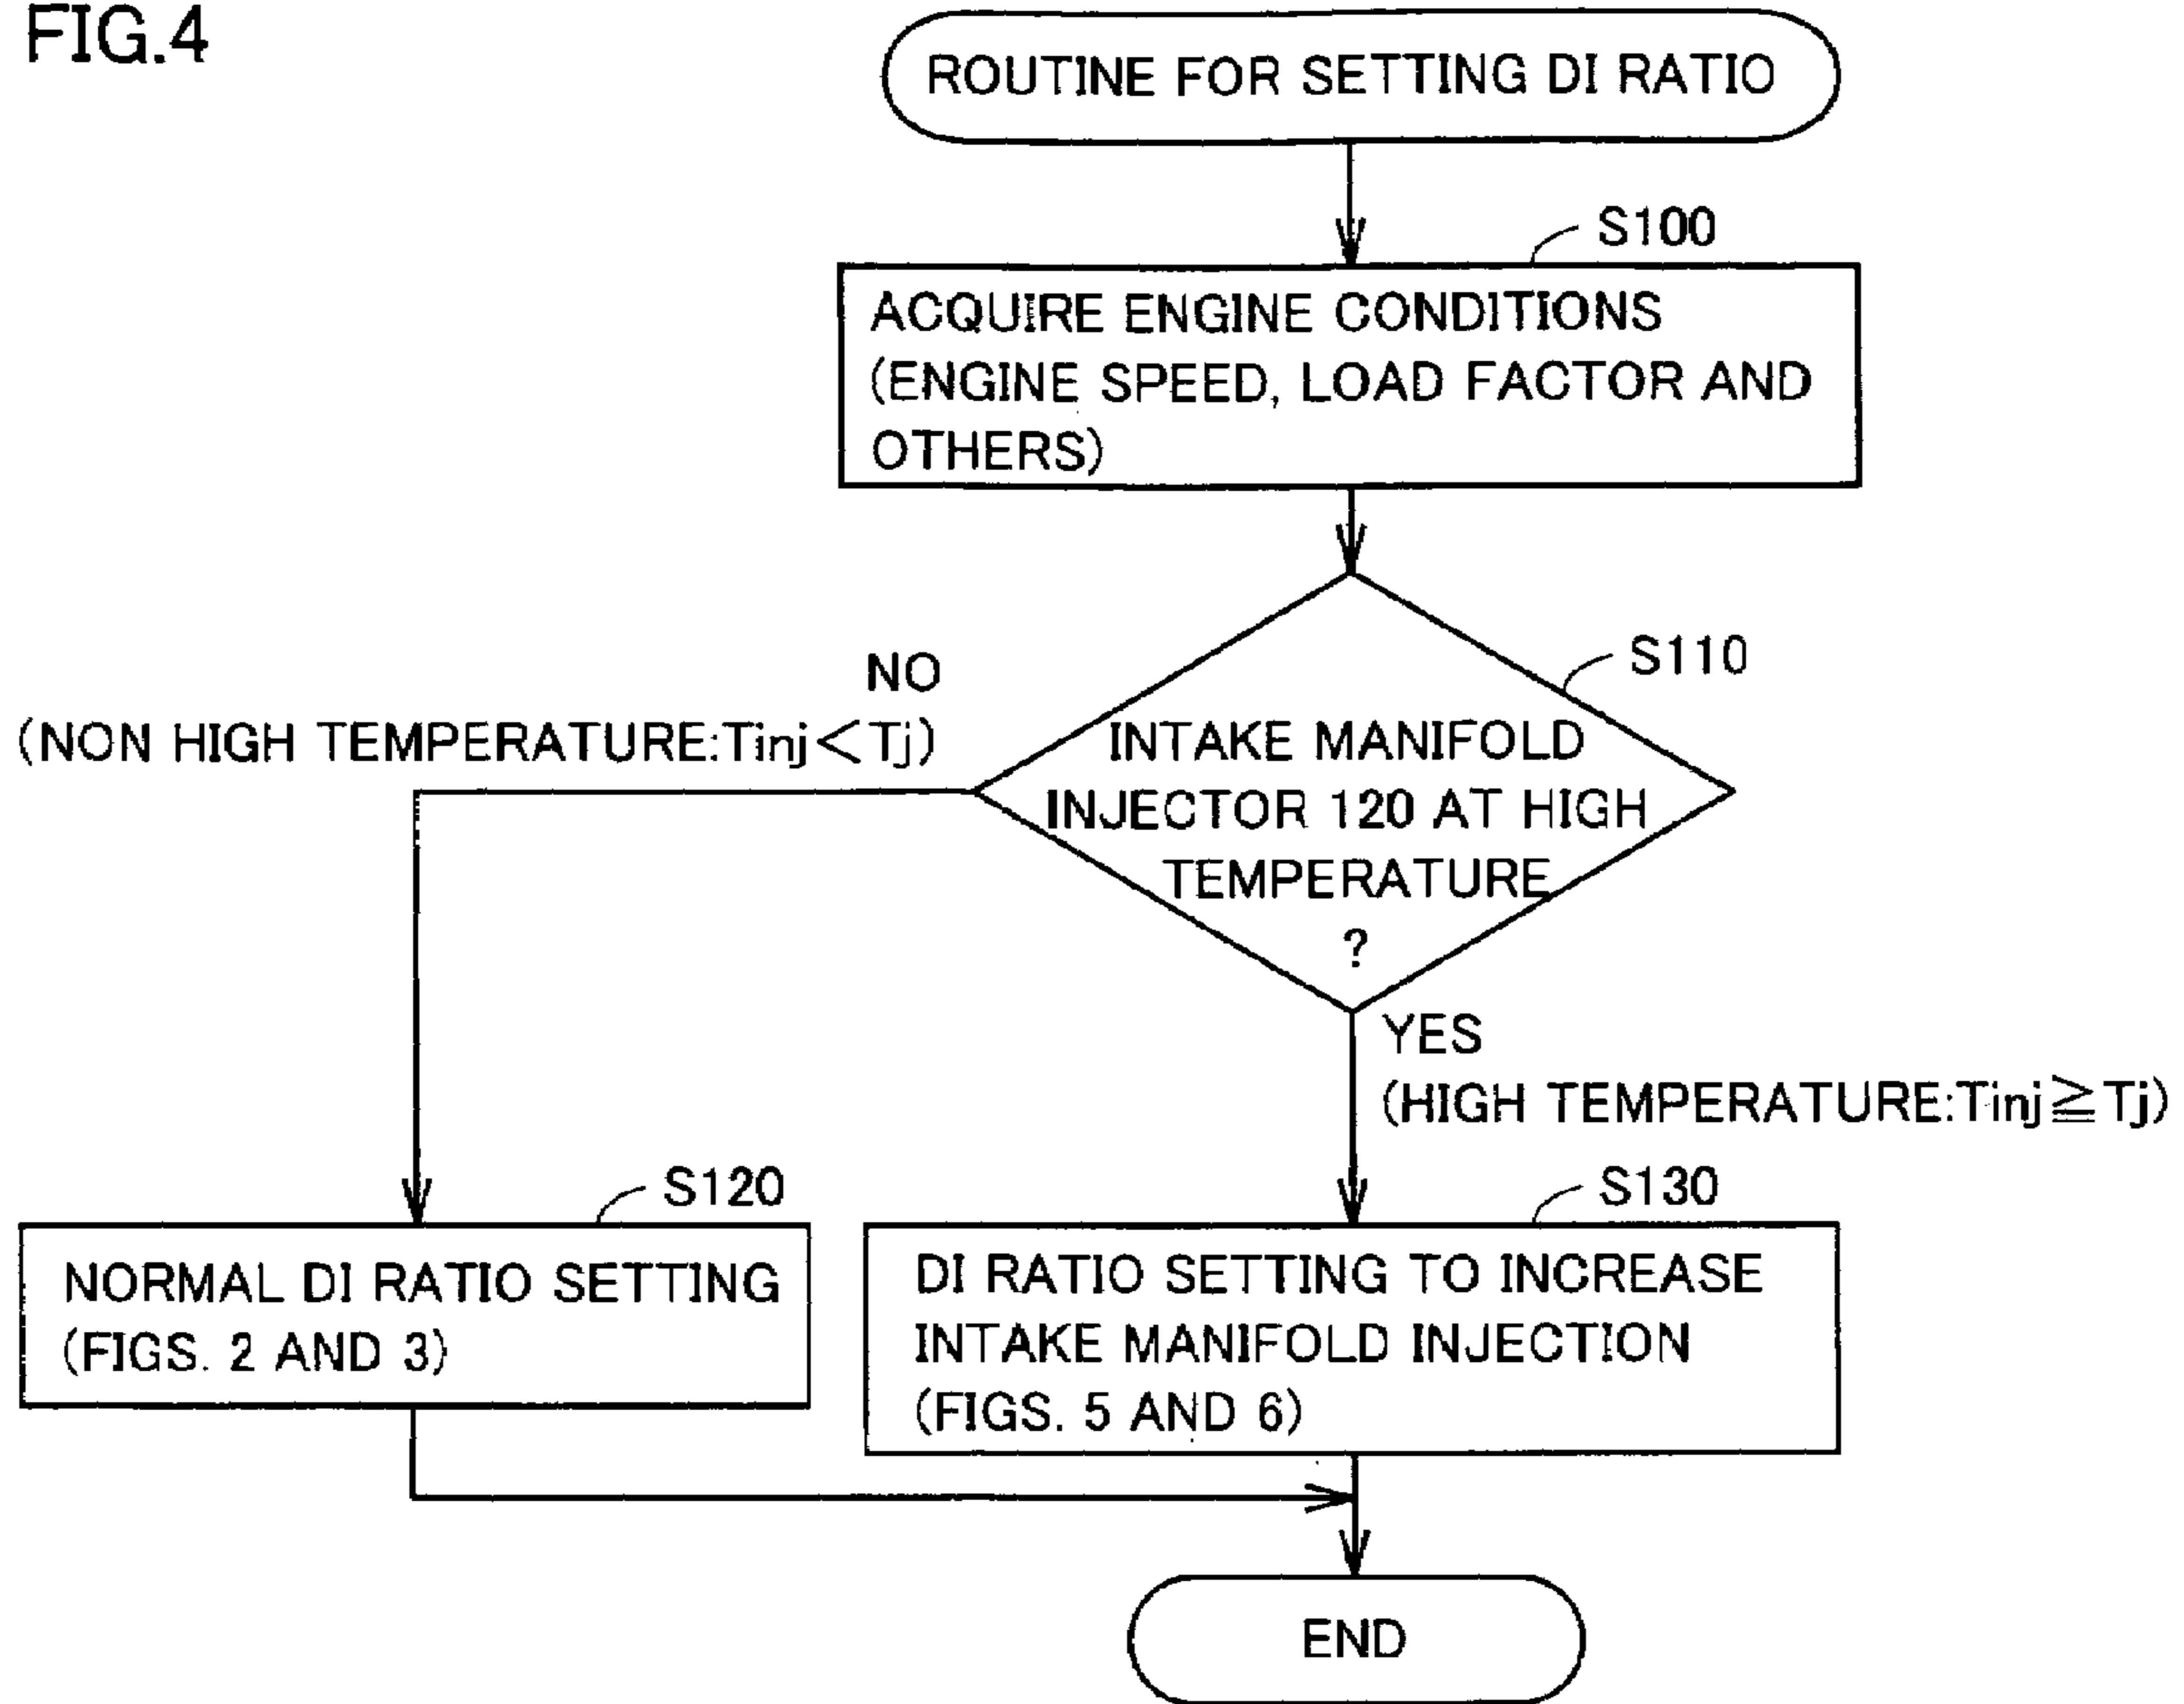 FIG.4
ROUTINE FOR SETTING DI RATIO
S100
ACQUIRE ENGINE CONDITIONS
(ENGINE SPEED, LOAD FACTOR AND
OTHERS)
S110
INTAKE MANIFOLD
INJECTOR 120 AT HIGH
TEMPERATURE
?
NO
(NON HIGH TEMPERATURE:Tinj<Tj)
YES
(HIGH TEMPERATURE:Tinj≧Tj)
S120
NORMAL DI RATIO SETTING
(FIGS. 2 AND 3)
S130
DI RATIO SETTING TO INCREASE
INTAKE MANIFOLD INJECTION
(FIGS. 5 AND 6)
END